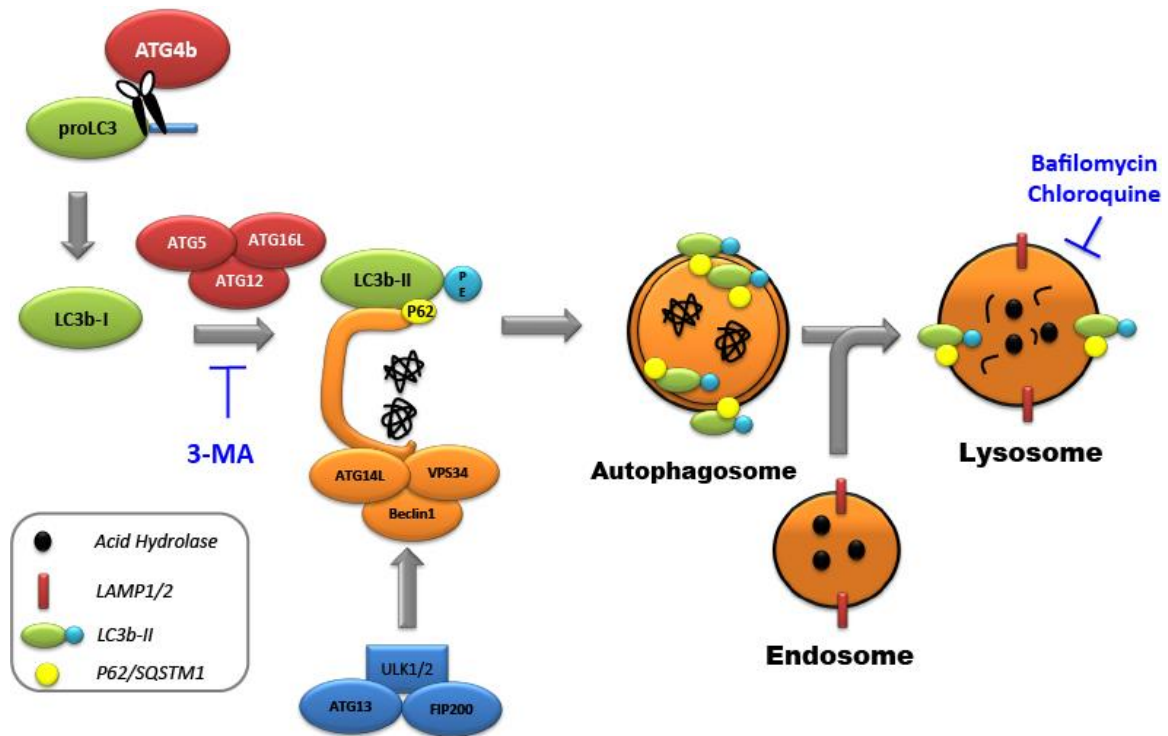 ATG4b
proLC3
Bafilomycin
Chloroquine
ATG5
ATG16L
ATG12
LC3b-II
P
E
P62
LC3b-I
3-MA
ATG14L
VPS34
Beclin1
Autophagosome
Lysosome
Acid Hydrolase
LAMP1/2
LC3b-II
P62/SQSTM1
Endosome
ULK1/2
ATG13
FIP200